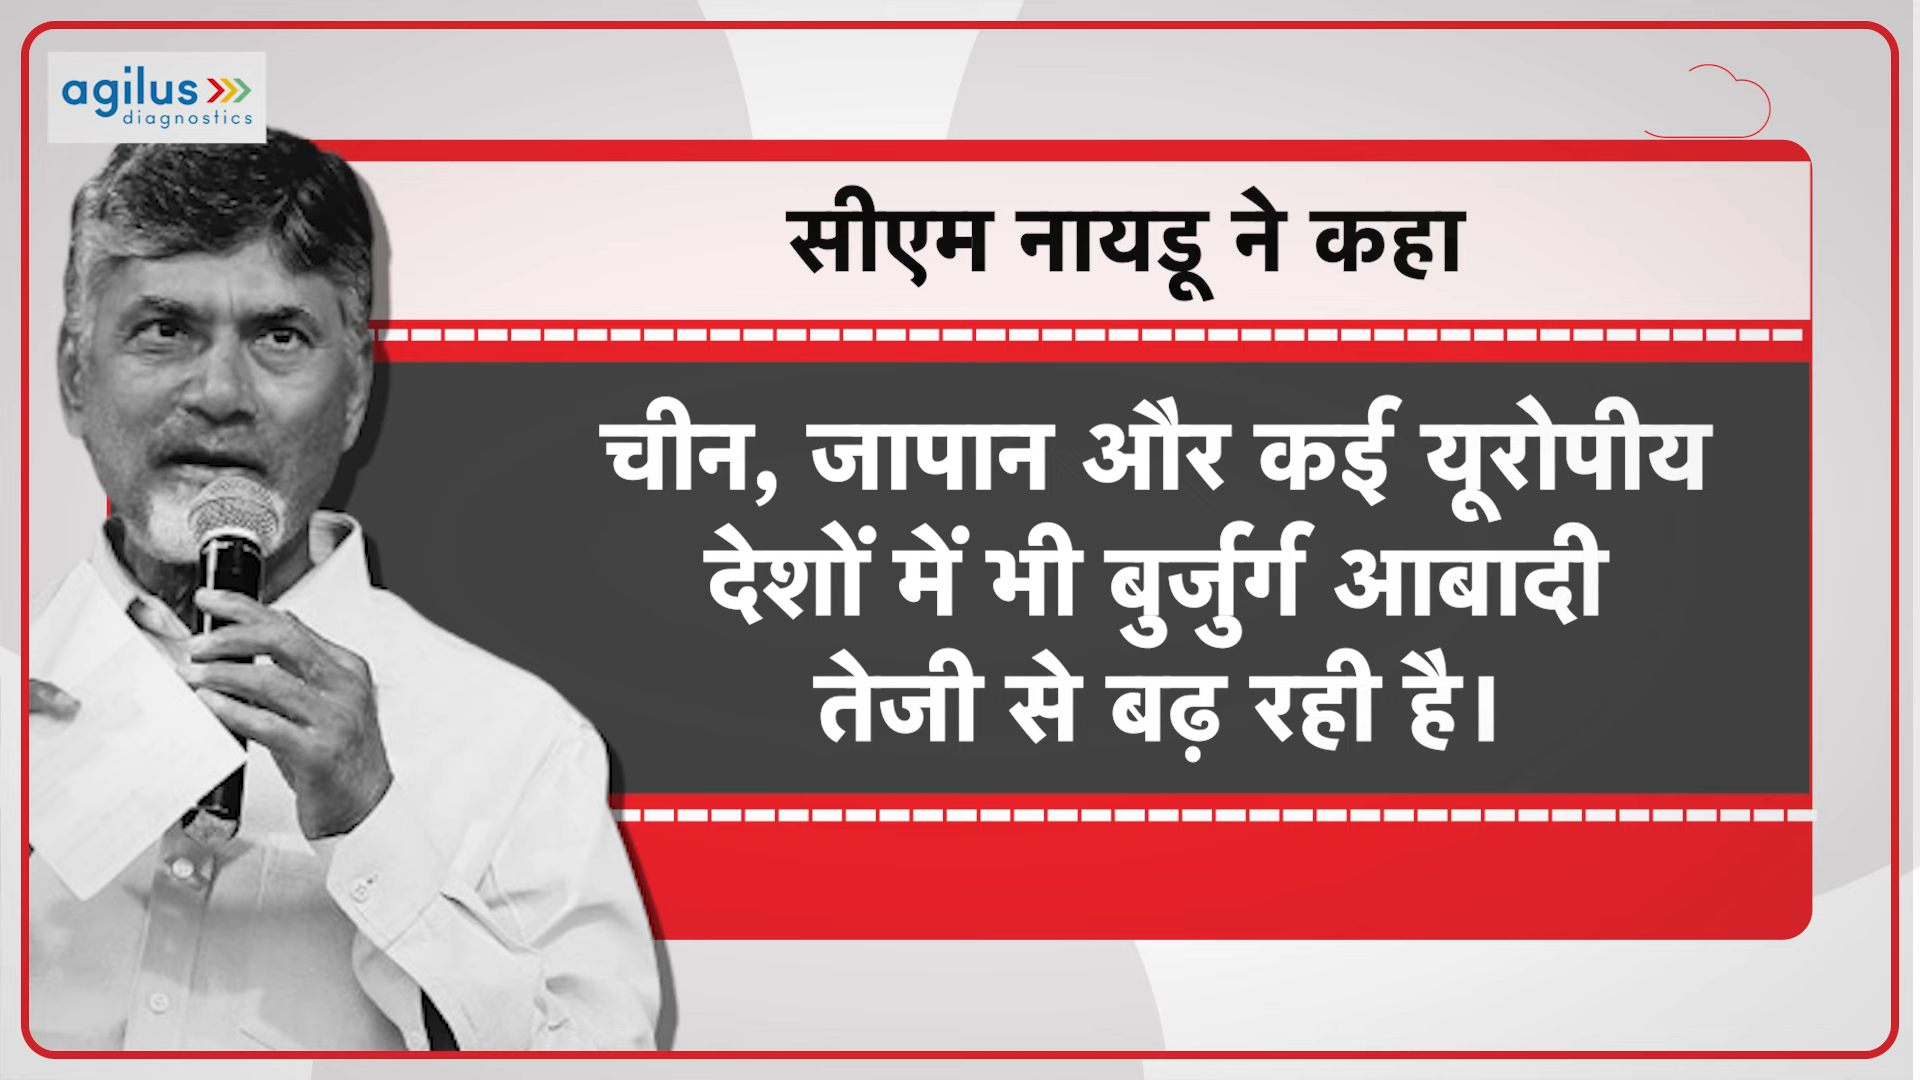 agilus
diagnostics
सीएम नायडू ने कहा
चीन, जापान और कई यूरोपीय
देशों में भी बुर्जुर्ग आबादी
तेजी से बढ़ रही है।